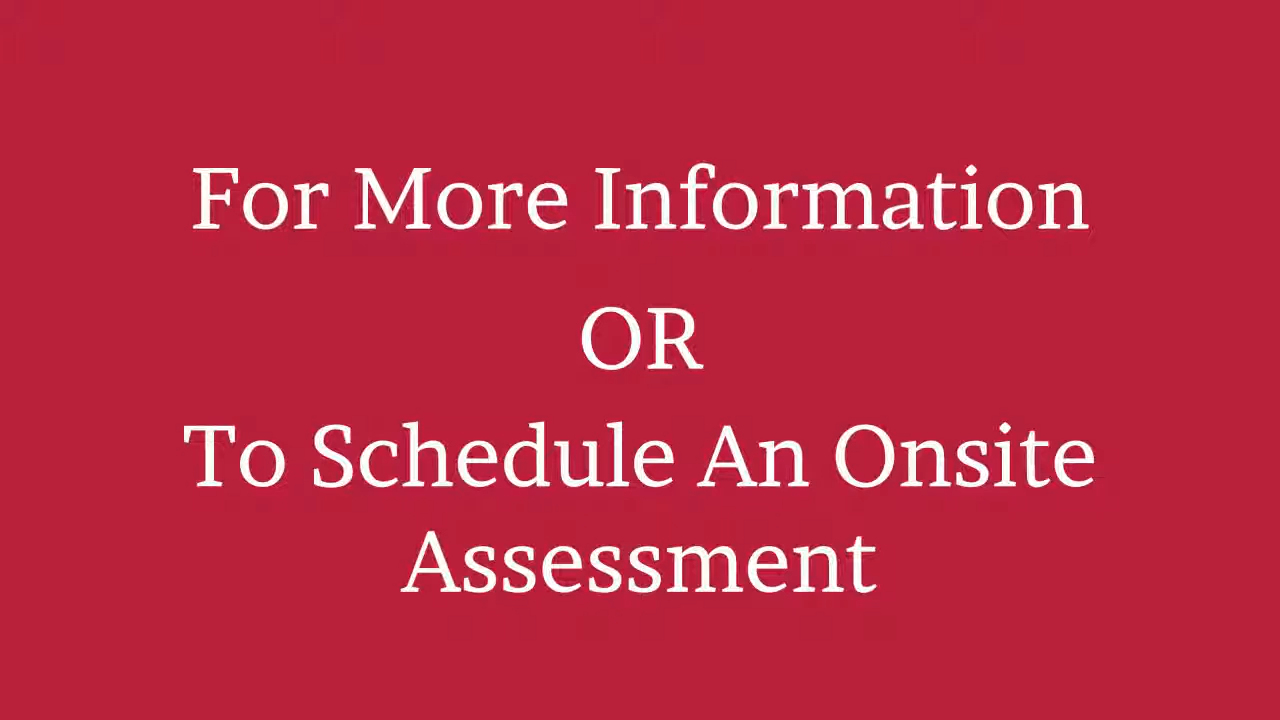 For More Information
OR
To Schedule An Onsite
Assessment